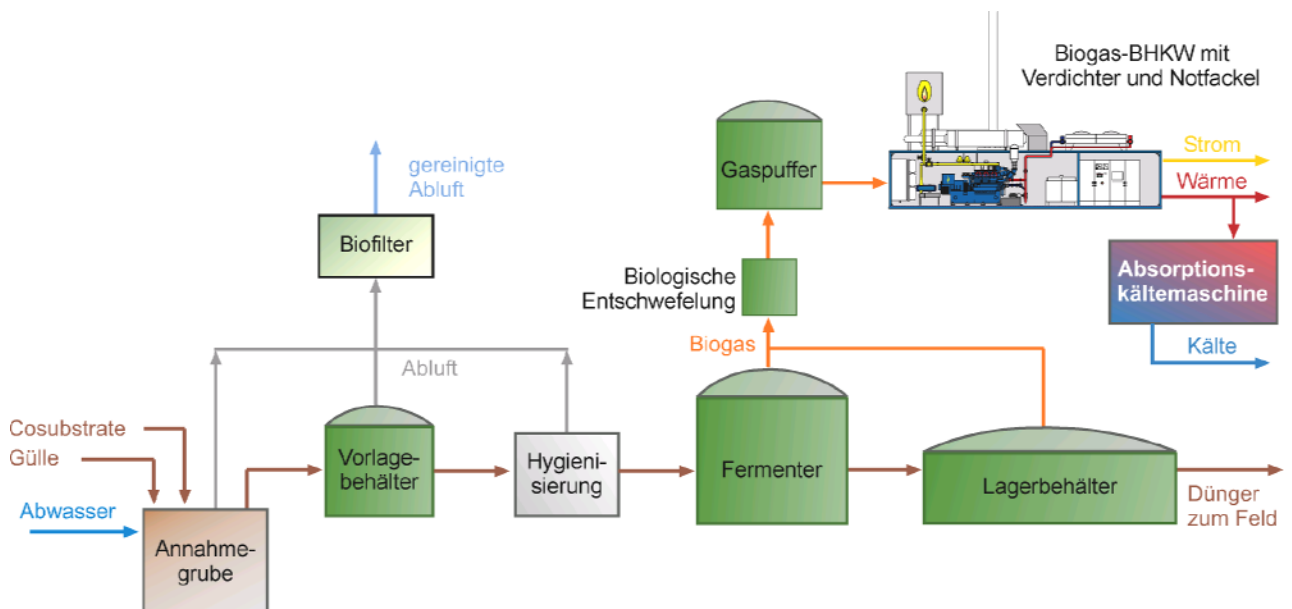 Biogas-BHKW mit
Verdichter und Notfackel
Strom
Wärme
gereinigte
Abluft
Gaspuffer
Biofilter
Absorptions-
kältemaschine
Biologische
Entschwefelung
Biogas
Kälte
Abluft
Cosubstrate
Gülle
Abwasser
Annahme-
grube
Vorlage-
behälter
Hygieni-
sierung
Fermenter
Lagerbehälter
Dünger
zum Feld